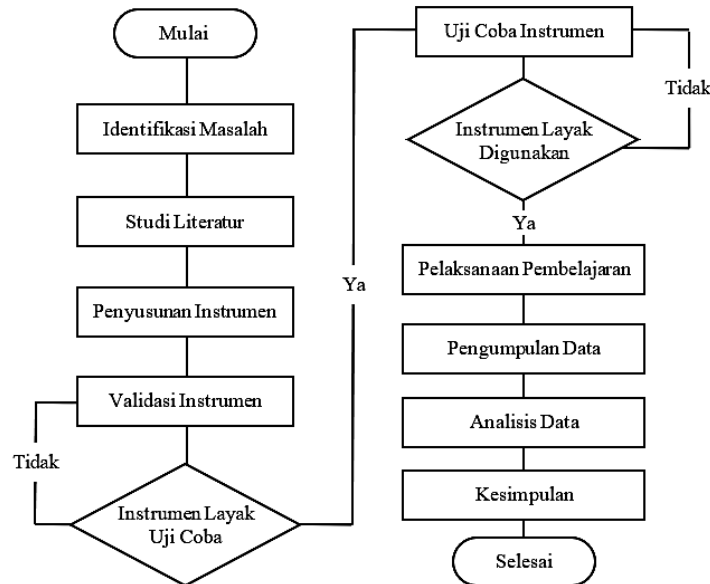 Mulai
Identifikasi Masalah
Studi Literatur
Penyusunan Instrumen
Validasi Instrumen
Tidak
Instrumen Layak
Uji Coba
Ya
Uji Coba Instrumen
Tidak
Instrumen Layak
Digunakan
Ya
Pelaksanaan Pembelajaran
Pengumpulan Data
Analisis Data
Kesimpulan
Selesai